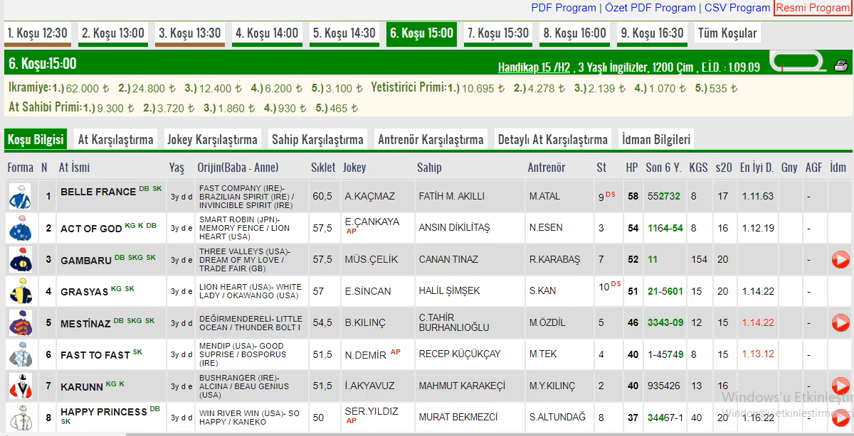 PDF Program | Özet PDF Program | CSV Program | Resmi Program
1. Koşu 12:30 2. Koşu 13:00 3. Koşu 13:30 4. Koşu 14:00 5. Koşu 14:30 6. Koşu 15:00 7. Koşu 15:30 8. Koşu 16:00 9. Koşu 16:30 Tüm Koşular
6. Koşu:15:00 Handikap 15 /H2 , 3 Yaşlı İngilizler, 1200 Çim , E.İ.D. : 1.09.09
Ikramiye:1.) 62.000 ₺ 2.) 24.800 ₺ 3.) 12.400 ₺ 4.) 6.200 ₺ 5.) 3.100 ₺ Yetistirici Primi:1.) 10.695 ₺ 2.) 4.278 ₺ 3.) 2.139 ₺ 4.) 1.070 ₺ 5.) 535 ₺
At Sahibi Primi:1.) 9.300 ₺ 2.) 3.720 ₺ 3.) 1.860 ₺ 4.) 930 ₺ 5.) 465 ₺
Koşu Bilgisi At Karşılaştırma Jokey Karşılaştırma Sahip Karşılaştırma Antrenör Karşılaştırma Detaylı At Karşılaştırma İdman Bilgileri
Forma N At İsmi Yaş Orijin(Baba - Anne) Sıklet Jokey Sahip Antrenör St HP Son 6 Y. KGS s20 En İyi D. Gny AGF İdm
1 BELLE FRANCE DB SK 3y d d FAST COMPANY (IRE)- BRAZILIAN SPIRIT (IRE) / INVINCIBLE SPIRIT (IRE) 60,5 A.KAÇMAZ FATİH M. AKILLI M.ATAL 9 DS 58 552732 8 17 1.11.63 -
2 ACT OF GOD KG K DB 3y d d SMART ROBIN (JPN)- MEMORY FENCE / LION HEART (USA) 57,5 E.ÇANKAYA AP ANSIN DİKİLİTAŞ N.ESEN 3 54 1164-54 8 16 1.12.19 -
3 GAMBARU DB SKG SK 3y d e THREE VALLEYS (USA)- DREAM OF MY LOVE / TRADE FAIR (GB) 57,5 MÜS.ÇELİK CANAN TINAZ R.KARABAŞ 7 52 11 154 20 -
4 GRASYAS KG SK 3y d e LION HEART (USA)- WHITE LADY / OKAWANGO (USA) 57 E.SİNCAN HALİL ŞİMŞEK S.KAN 10 DS 51 21-5601 15 20 1.14.22 -
5 MESTİNAZ DB SKG SK 3y d d DEĞİRMENDERELİ- LITTLE OCEAN / THUNDER BOLT I 54,5 B.KILINÇ C.TAHİR BURHANLIOĞLU M.ÖZDİL 5 46 3343-09 12 15 1.14.22 -
6 FAST TO FAST SK 3y d d MENDIP (USA)- GOOD SUPRISE / BOSPORUS (IRE) 51,5 N.DEMİR AP RECEP KÜÇÜKÇAY M.TEK 4 40 1-45749 8 15 1.13.12 -
7 KARUNN KG K 3y d e BUSHRANGER (IRE)- ALCINA / BEAU GENIUS (USA) 51,5 İ.AKYAVUZ MAHMUT KARAKEÇİ M.Y.KILINÇ 2 40 935426 13 16
8 HAPPY PRINCESS DB SK 3y d d WIN RIVER WIN (USA)- SO HAPPY / KANEKO 50 SER.YILDIZ AP MURAT BEKMEZCİ S.ALTUNDAĞ 8 37 34467-1 40 20 1.16.22 -
Windows'u Etkinleştir
Windows'u etkinleştirme